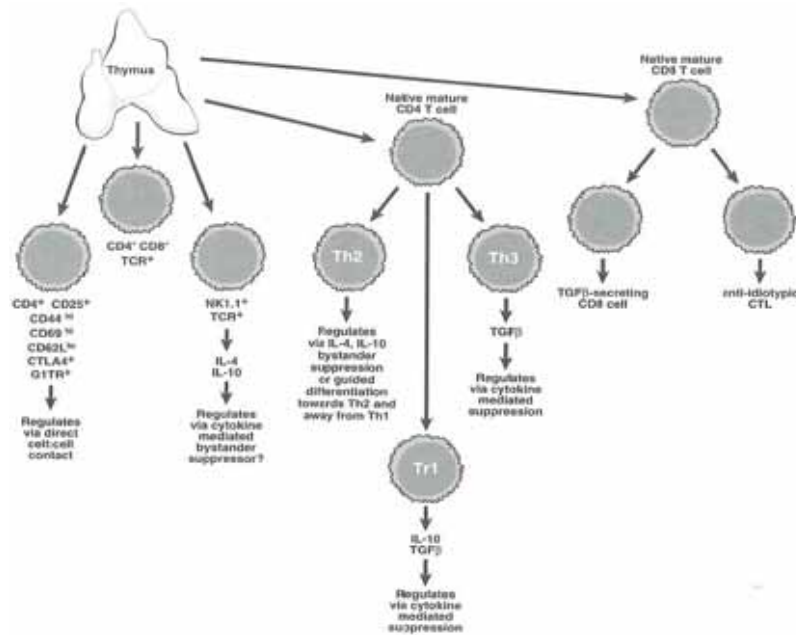 Thymus
Native mature
CD8 T cell
Native mature
CD4 T cell
CD4⁺ CD8⁺
TCR⁺
CD4⁺ CD25⁺
CD44 hi
CD69 hi
CD62L
CTLA4⁺
G1TR⁺
Regulates
via direct
cell:cell
contact
NK1.1⁺
TCR⁺
IL-4
IL-10
Regulates
via cytokine
mediated
bystander
suppressor?
Th2
Regulates
via IL-4, IL-10
bystander
suppression
or guided
differentiation
towards Th2 and
away from Th1
Th3
TGFβ
Regulates
via cytokine
mediated
suppression
Tr1
IL-10
TGFβ
Regulates
via cytokine
mediated
suppression
TGFβ-secreting
CD8 cell
anti-idiotypic
CTL